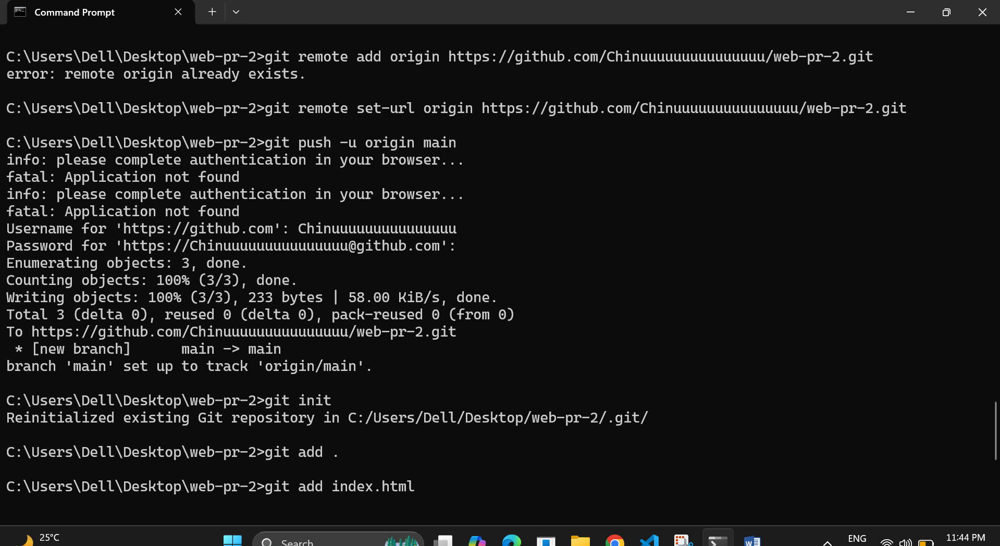 Command Prompt
C:\Users\Dell\Desktop\web-pr-2>git remote add origin https://github.com/Chinuuuuuuuuuuuuuuu/web-pr-2.git
error: remote origin already exists.
C:\Users\Dell\Desktop\web-pr-2>git remote set-url origin https://github.com/Chinuuuuuuuuuuuuuuu/web-pr-2.git
C:\Users\Dell\Desktop\web-pr-2>git push -u origin main
info: please complete authentication in your browser...
fatal: Application not found
info: please complete authentication in your browser...
fatal: Application not found
Username for 'https://github.com': Chinuuuuuuuuuuuuuuu
Password for 'https://Chinuuuuuuuuuuuuuuu@github.com':
Enumerating objects: 3, done.
Counting objects: 100% (3/3), done.
Writing objects: 100% (3/3), 233 bytes | 58.00 KiB/s, done.
Total 3 (delta 0), reused 0 (delta 0), pack-reused 0 (from 0)
To https://github.com/Chinuuuuuuuuuuuuuuu/web-pr-2.git
 * [new branch]      main -> main
branch 'main' set up to track 'origin/main'.
C:\Users\Dell\Desktop\web-pr-2>git init
Reinitialized existing Git repository in C:/Users/Dell/Desktop/web-pr-2/.git/
C:\Users\Dell\Desktop\web-pr-2>git add .
C:\Users\Dell\Desktop\web-pr-2>git add index.html
25°C
Search
ENG
11:44 PM